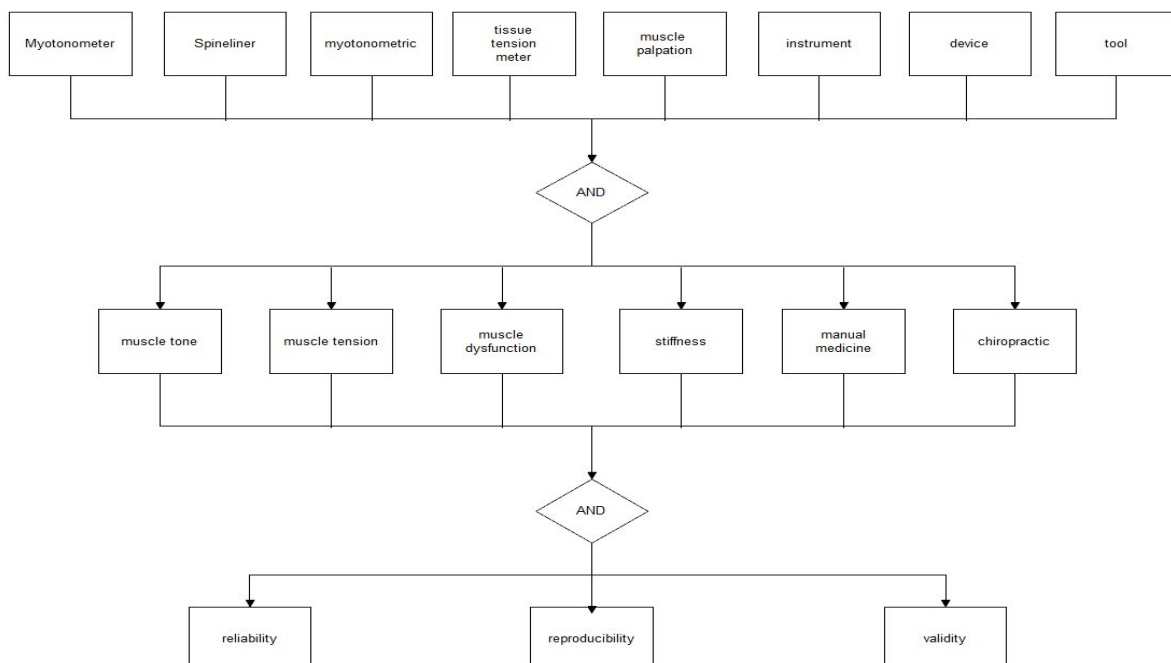 Myotonometer
Spineliner
myotonometric
tissue
tension
meter
muscle
palpation
instrument
device
tool
AND
muscle tone
muscle tension
muscle
dysfunction
stiffness
manual
medicine
chiropractic
AND
reliability
reproducibility
validity